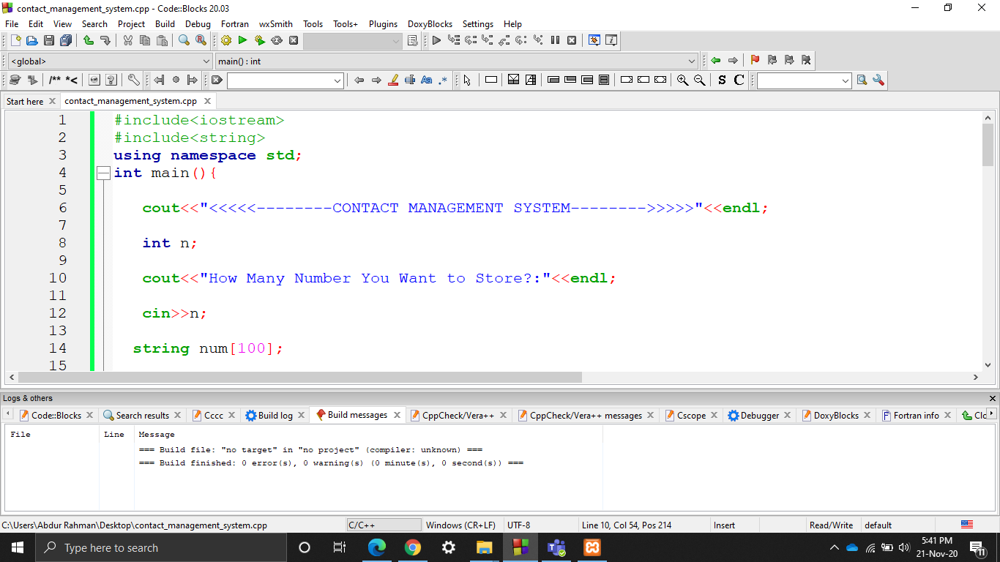 contact_management_system.cpp - Code::Blocks 20.03
File Edit View Search Project Build Debug Fortran wxSmith Tools Tools+ Plugins DoxyBlocks Settings Help
<global> main() : int
/** *< Aa .* S C
Start here contact_management_system.cpp
1 #include<iostream>
2 #include<string>
3 using namespace std;
4 int main(){
5
6 cout<<"<<<<<--------CONTACT MANAGEMENT SYSTEM-------->>>>>"<<endl;
7
8 int n;
9
10 cout<<"How Many Number You Want to Store?:"<<endl;
11
12 cin>>n;
13
14 string num[100];
15
Logs & others
Code::Blocks Search results Cccc Build log Build messages CppCheck/Vera++ CppCheck/Vera++ messages Cscope Debugger DoxyBlocks Fortran info Clo
File Line Message
=== Build file: "no target" in "no project" (compiler: unknown) ===
=== Build finished: 0 error(s), 0 warning(s) (0 minute(s), 0 second(s)) ===
C:\Users\Abdur Rahman\Desktop\contact_management_system.cpp C/C++ Windows (CR+LF) UTF-8 Line 10, Col 54, Pos 214 Insert Read/Write default
Type here to search
5:41 PM
21-Nov-20
11